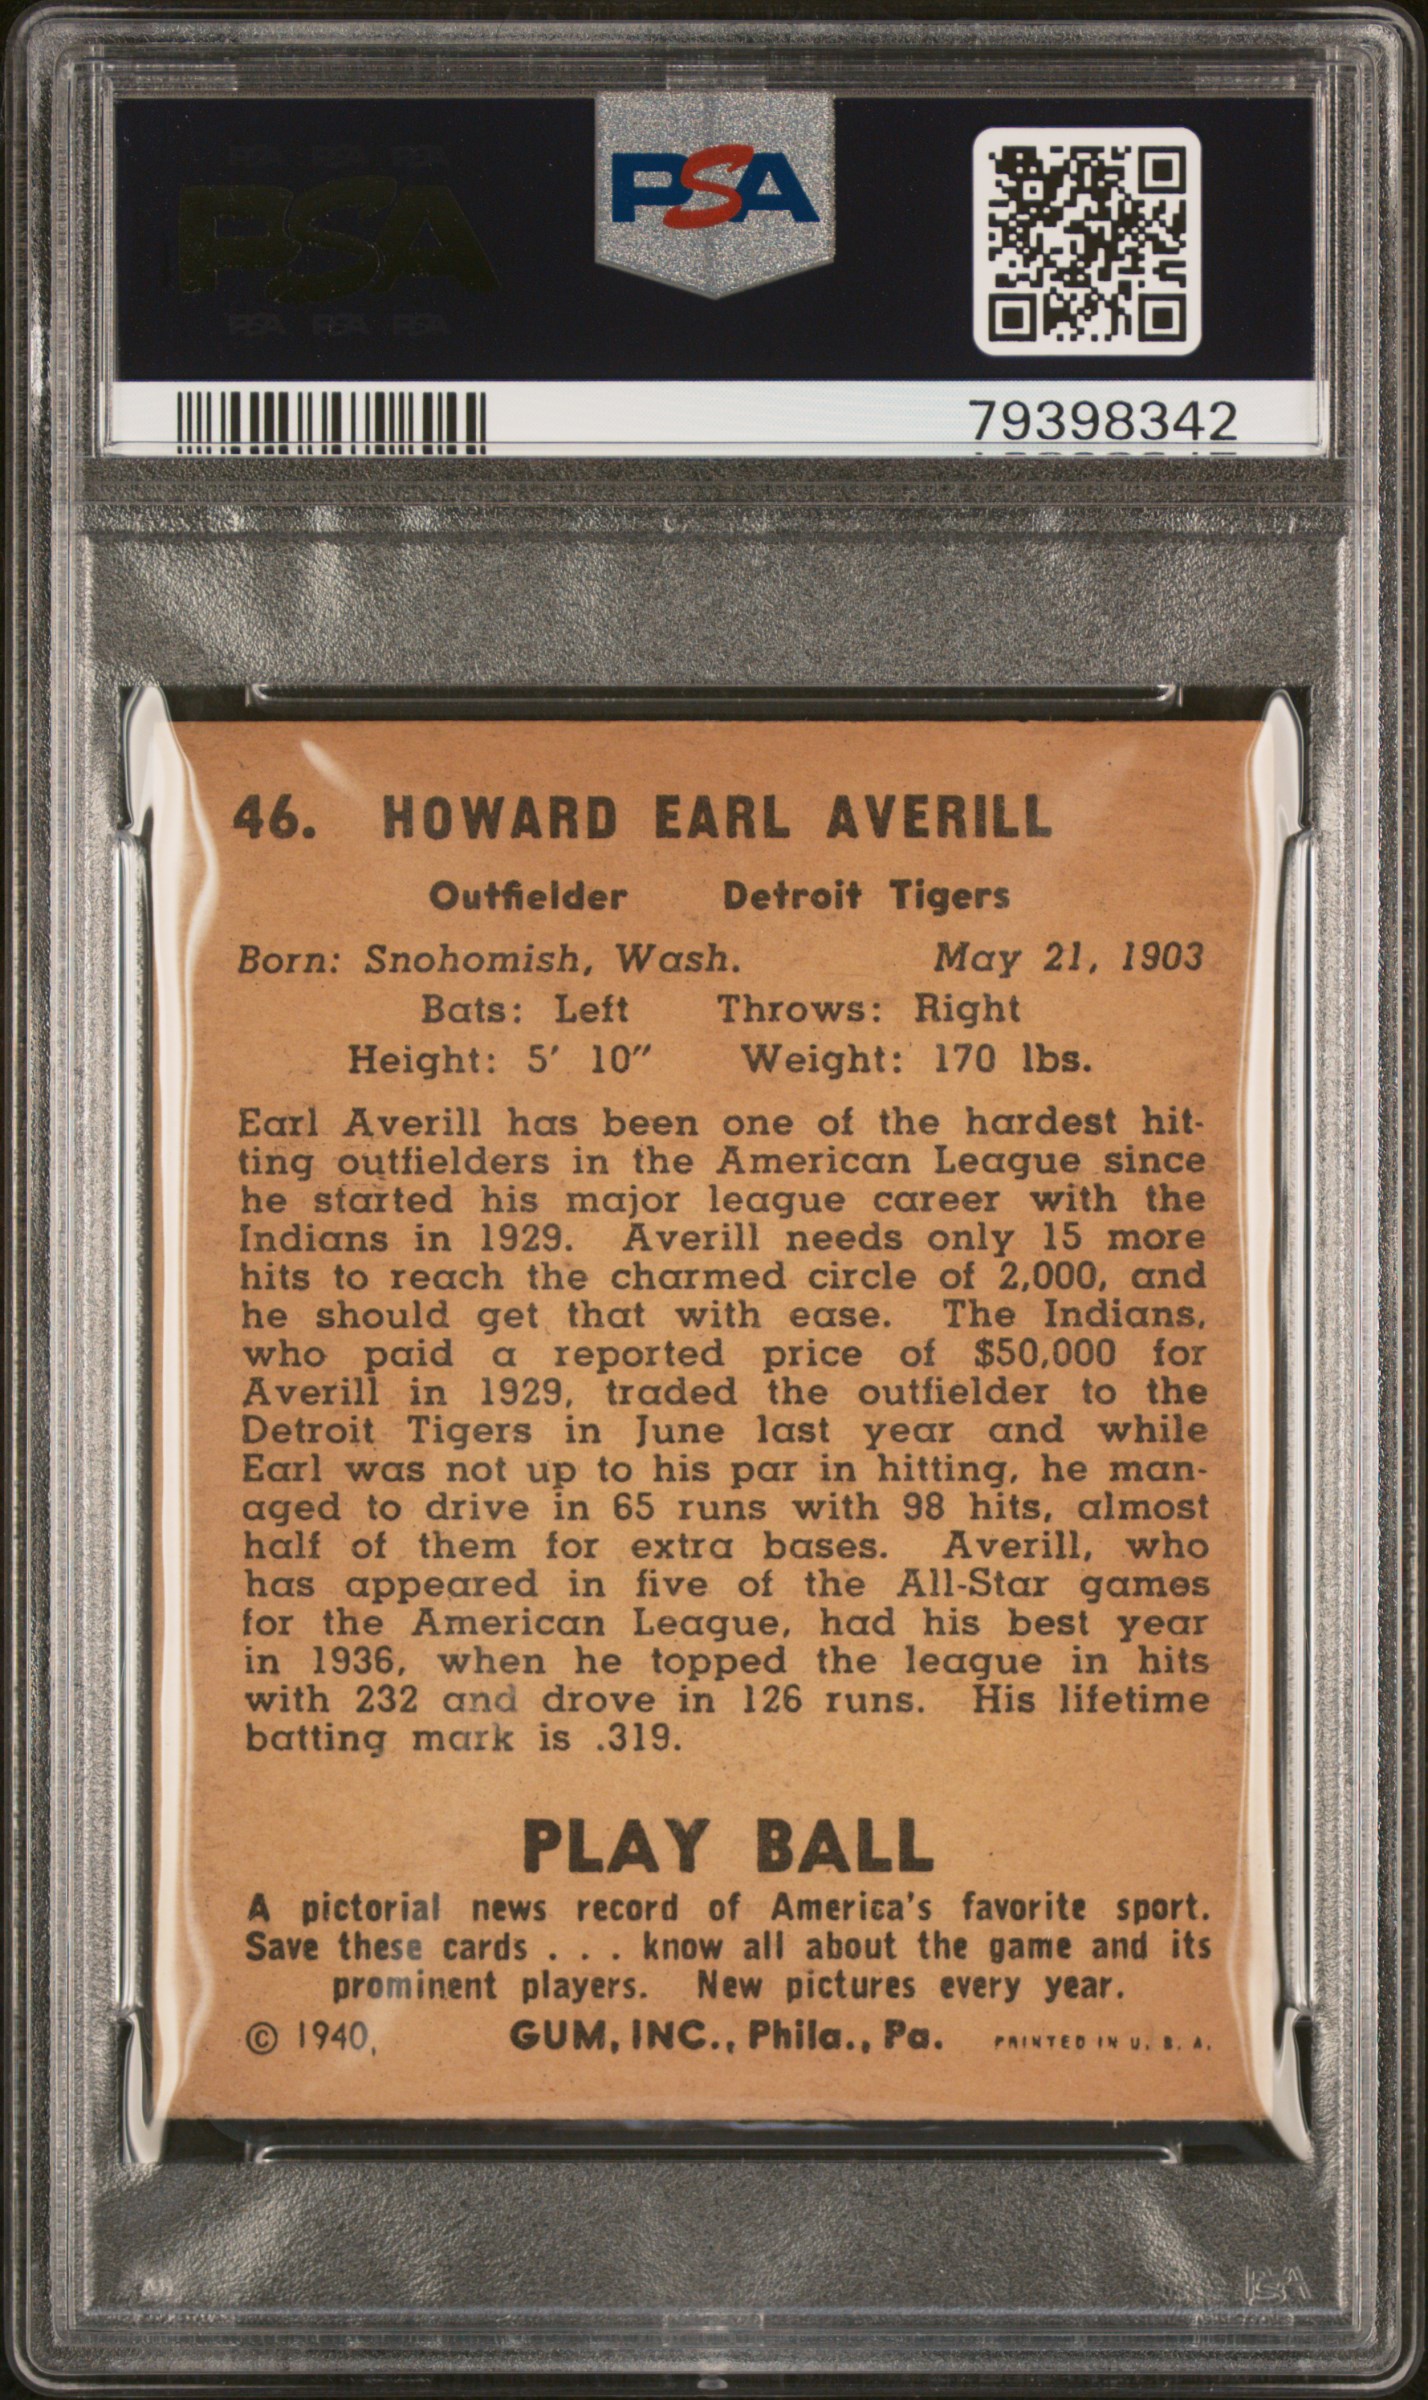 PSA PSA PSA
PSA
PSA PSA PSA
PSA
79398342
46. HOWARD EARL AVERILL
Outfielder Detroit Tigers
Born: Snohomish, Wash. May 21, 1903
Bats: Left Throws: Right
Height: 5' 10" Weight: 170 lbs.
Earl Averill has been one of the hardest hit-
ting outfielders in the American League since
he started his major league career with the
Indians in 1929. Averill needs only 15 more
hits to reach the charmed circle of 2,000, and
he should get that with ease. The Indians,
who paid a reported price of $50,000 for
Averill in 1929, traded the outfielder to the
Detroit Tigers in June last year and while
Earl was not up to his par in hitting, he man-
aged to drive in 65 runs with 98 hits, almost
half of them for extra bases. Averill, who
has appeared in five of the All-Star games
for the American League, had his best year
in 1936, when he topped the league in hits
with 232 and drove in 126 runs. His lifetime
batting mark is .319.
PLAY BALL
A pictorial news record of America's favorite sport.
Save these cards . . . know all about the game and its
prominent players. New pictures every year.
© 1940, GUM, INC., Phila., Pa. PRINTED IN U. S. A.
PSA